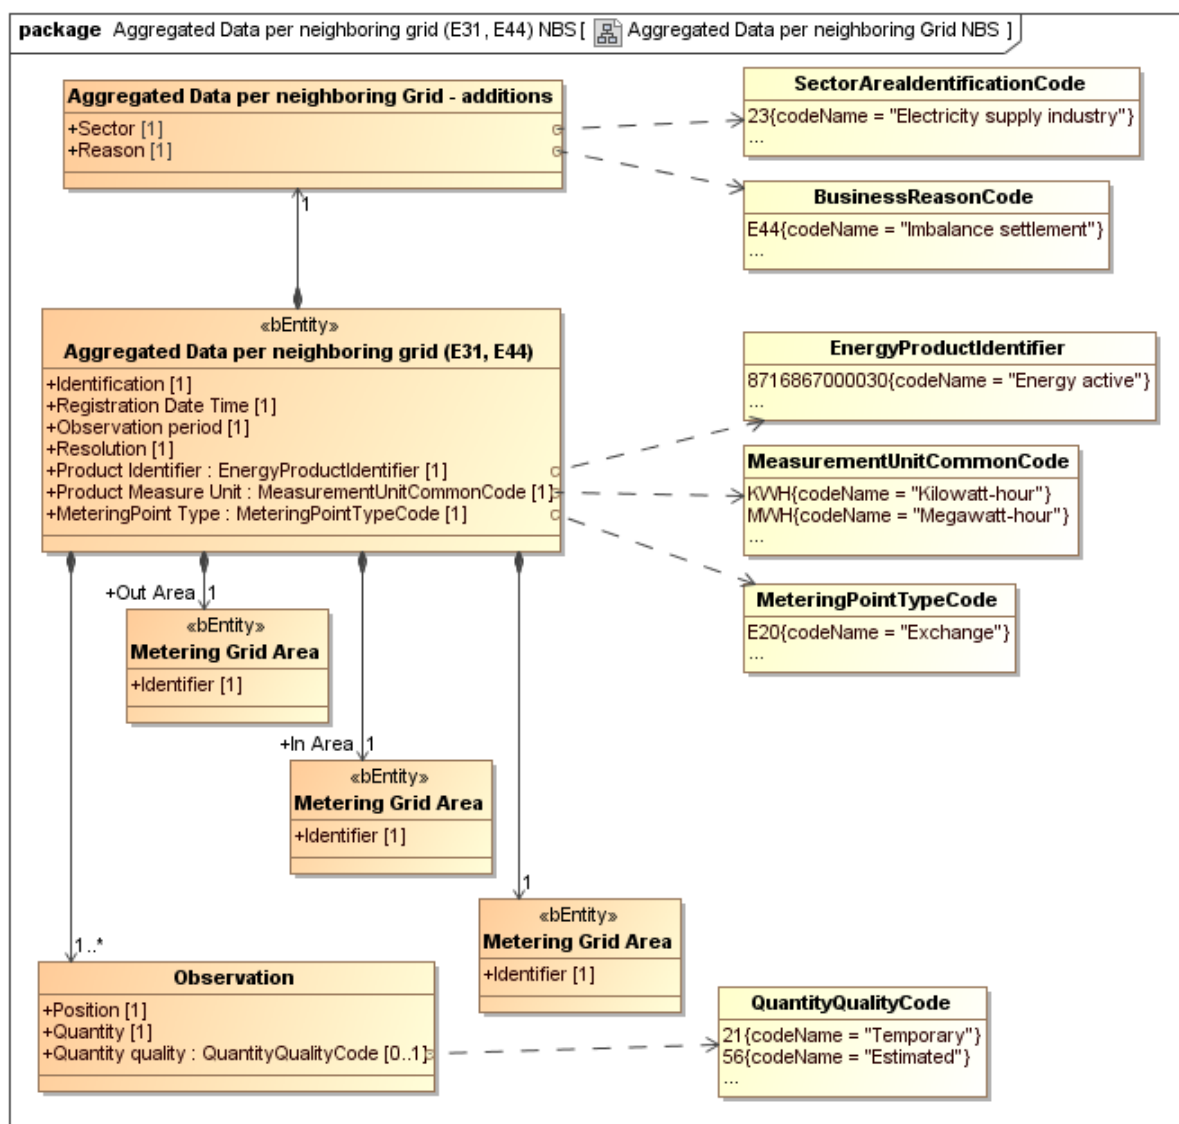 package Aggregated Data per neighboring grid (E31, E44) NBS [ Aggregated Data per neighboring Grid NBS ]
Aggregated Data per neighboring Grid - additions
+Sector [1]
+Reason [1]
SectorAreaIdentificationCode
23{codeName = "Electricity supply industry"}
...
BusinessReasonCode
E44{codeName = "Imbalance settlement"}
...
1
«bEntity»
Aggregated Data per neighboring grid (E31, E44)
+Identification [1]
+Registration Date Time [1]
+Observation period [1]
+Resolution [1]
+Product Identifier : EnergyProductIdentifier [1]
+Product Measure Unit : MeasurementUnitCommonCode [1]
+MeteringPoint Type : MeteringPointTypeCode [1]
EnergyProductIdentifier
8716867000030{codeName = "Energy active"}
...
MeasurementUnitCommonCode
KWH{codeName = "Kilowatt-hour"}
MWH{codeName = "Megawatt-hour"}
...
MeteringPointTypeCode
E20{codeName = "Exchange"}
...
+Out Area 1
«bEntity»
Metering Grid Area
+Identifier [1]
+In Area 1
«bEntity»
Metering Grid Area
+Identifier [1]
1
«bEntity»
Metering Grid Area
+Identifier [1]
1..*
Observation
+Position [1]
+Quantity [1]
+Quantity quality : QuantityQualityCode [0..1]
QuantityQualityCode
21{codeName = "Temporary"}
56{codeName = "Estimated"}
...